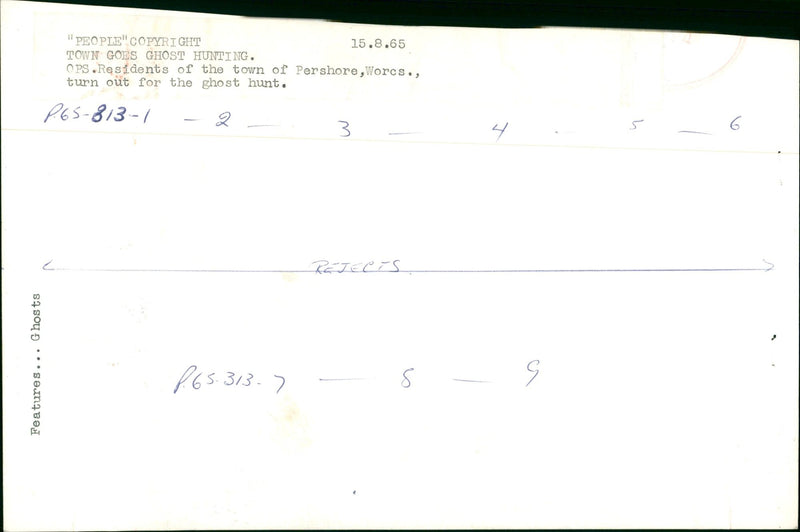 "PEOPLE"COPYRIGHT 15.8.65
TOWN GOES GHOST HUNTING.
OPS.Residents of the town of Pershore,Worcs.,
turn out for the ghost hunt.
P65-813-1 - 2 - 3 - 4 - 5 - 6
REJECTS
P.65.313-7 - 8 - 9
Features... Ghosts